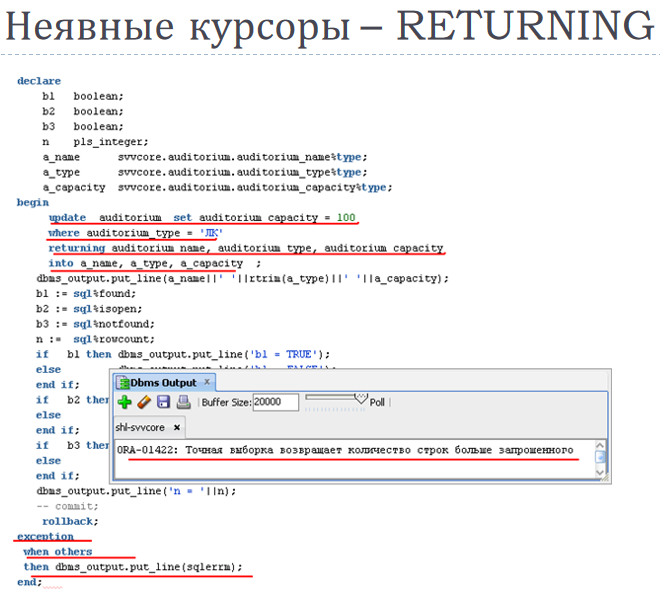 Неявные курсоры – RETURNING
declare
b1 boolean;
b2 boolean;
b3 boolean;
n pls_integer;
a_name svvcore.auditorium.auditorium_name%type;
a_type svvcore.auditorium.auditorium_type%type;
a_capacity svvcore.auditorium.auditorium_capacity%type;
begin
update auditorium set auditorium_capacity = 100
where auditorium_type = 'ЛК'
returning auditorium_name, auditorium_type, auditorium_capacity
into a_name, a_type, a_capacity ;
dbms_output.put_line(a_name||' '||rtrim(a_type)||' '||a_capacity);
b1 := sql%found;
b2 := sql%isopen;
b3 := sql%notfound;
n := sql%rowcount;
if b1 then dbms_output.put_line('b1 = TRUE');
else
end if;
Dbms Output ×
if b2 then
Buffer Size: 20000 Poll
else
end if;
shl-svvcore ×
if b3 then
ORA-01422: Точная выборка возвращает количество строк больше запрошенного
else
end if;
dbms_output.put_line('n = '||n);
-- commit;
rollback;
exception
when others
then dbms_output.put_line(sqlerrm);
end;